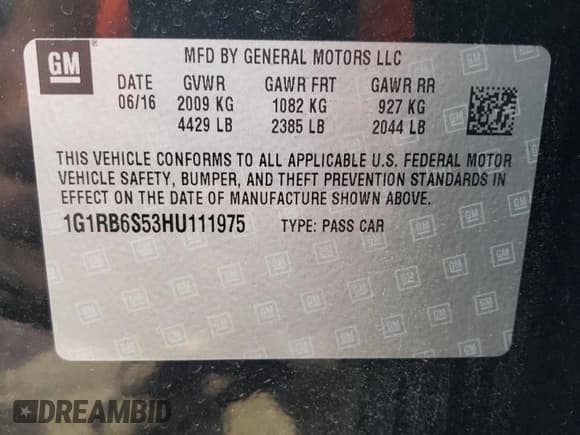 GM
MFD BY GENERAL MOTORS LLC
DATE GVWR GAWR FRT GAWR RR
06/16 2009 KG 1082 KG 927 KG
4429 LB 2385 LB 2044 LB
THIS VEHICLE CONFORMS TO ALL APPLICABLE U.S. FEDERAL MOTOR
VEHICLE SAFETY, BUMPER, AND THEFT PREVENTION STANDARDS IN
EFFECT ON THE DATE OF MANUFACTURE SHOWN ABOVE.
1G1RB6S53HU111975 TYPE: PASS CAR
DREAMBID